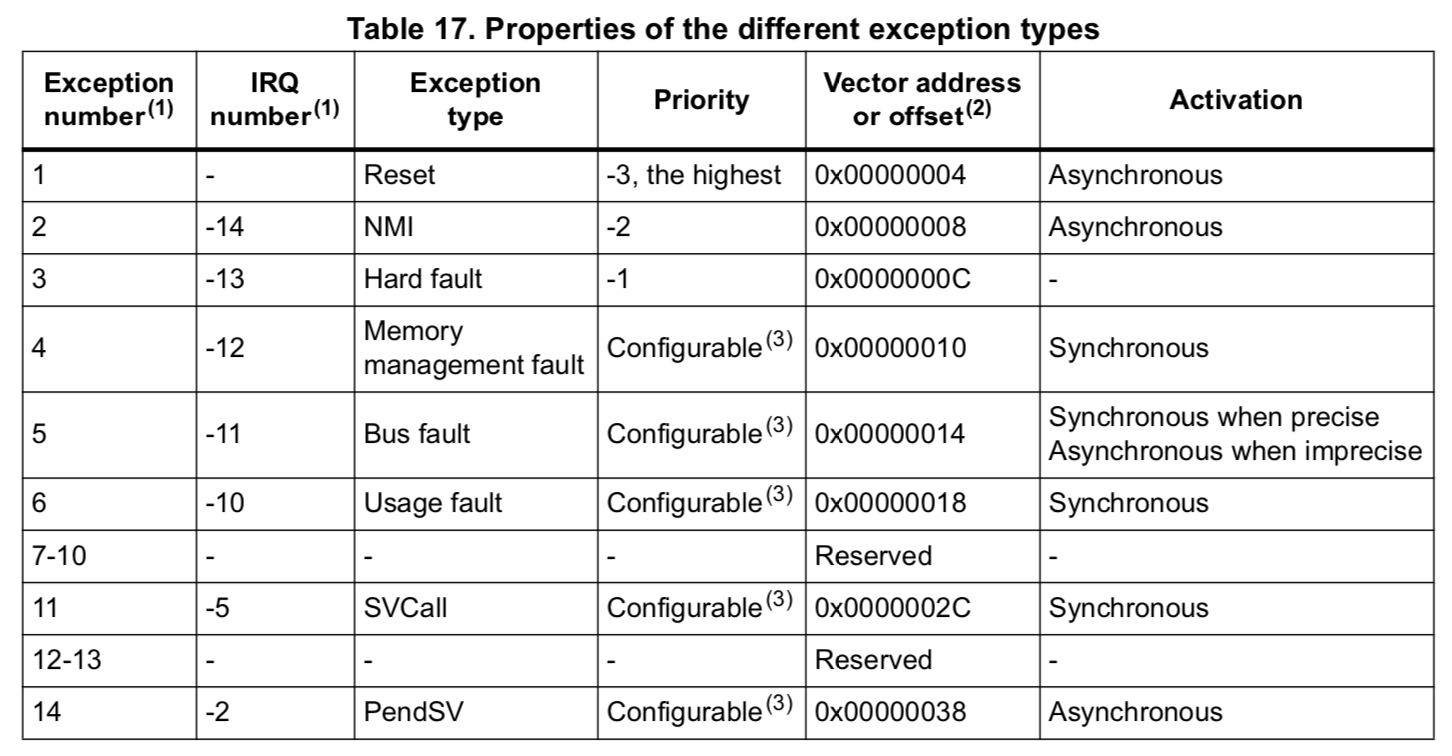 Table 17. Properties of the different exception types
Exception number(1) IRQ number(1) Exception type Priority Vector address or offset(2) Activation
1 - Reset -3, the highest 0x00000004 Asynchronous
2 -14 NMI -2 0x00000008 Asynchronous
3 -13 Hard fault -1 0x0000000C -
4 -12 Memory management fault Configurable(3) 0x00000010 Synchronous
5 -11 Bus fault Configurable(3) 0x00000014 Synchronous when precise Asynchronous when imprecise
6 -10 Usage fault Configurable(3) 0x00000018 Synchronous
7-10 - - - Reserved -
11 -5 SVCall Configurable(3) 0x0000002C Synchronous
12-13 - - - Reserved -
14 -2 PendSV Configurable(3) 0x00000038 Asynchronous